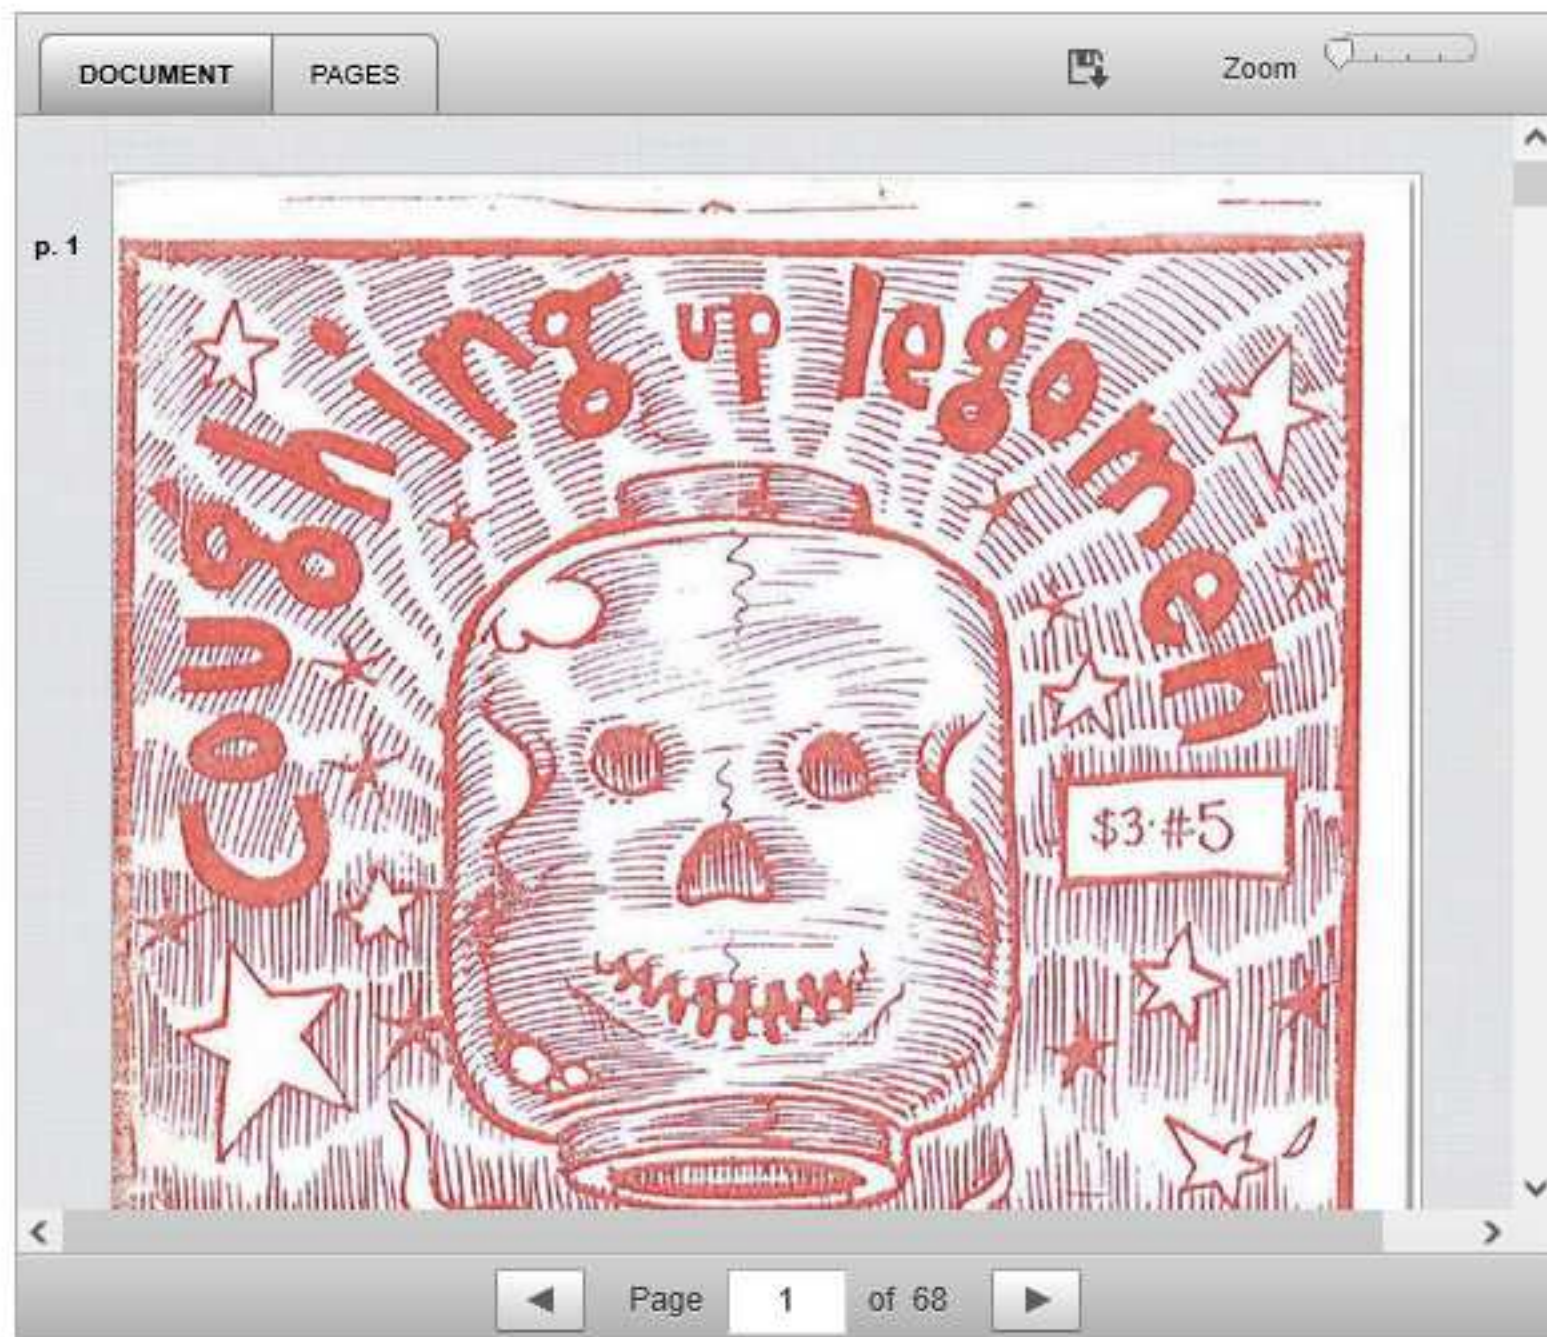 DOCUMENT PAGES Zoom
p. 1
Coughing up legomen
$3·#5
Page 1 of 68